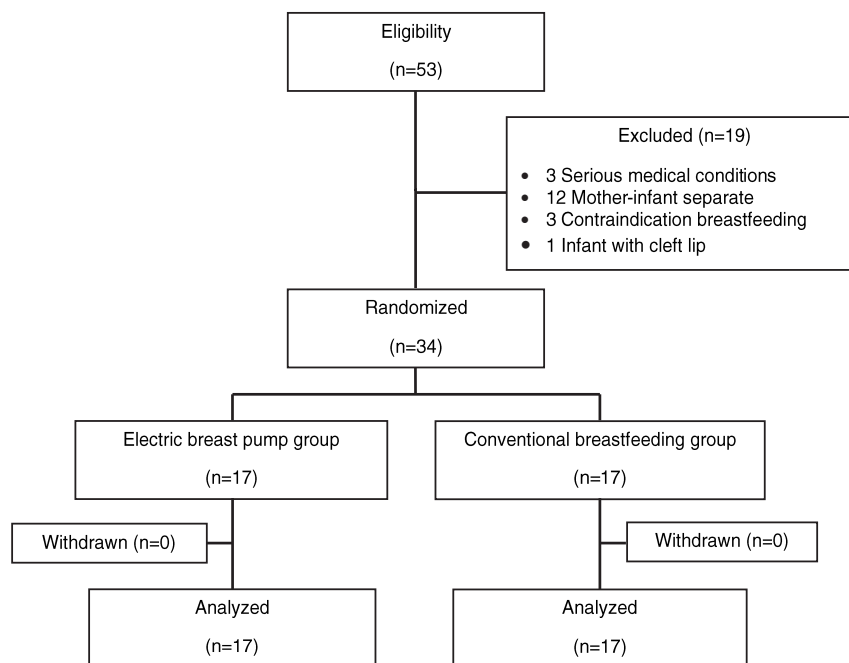 Eligibility
(n=53)
Excluded (n=19)
• 3 Serious medical conditions
• 12 Mother-infant separate
• 3 Contraindication breastfeeding
• 1 Infant with cleft lip
Randomized
(n=34)
Electric breast pump group
(n=17)
Conventional breastfeeding group
(n=17)
Withdrawn (n=0)
Withdrawn (n=0)
Analyzed
(n=17)
Analyzed
(n=17)